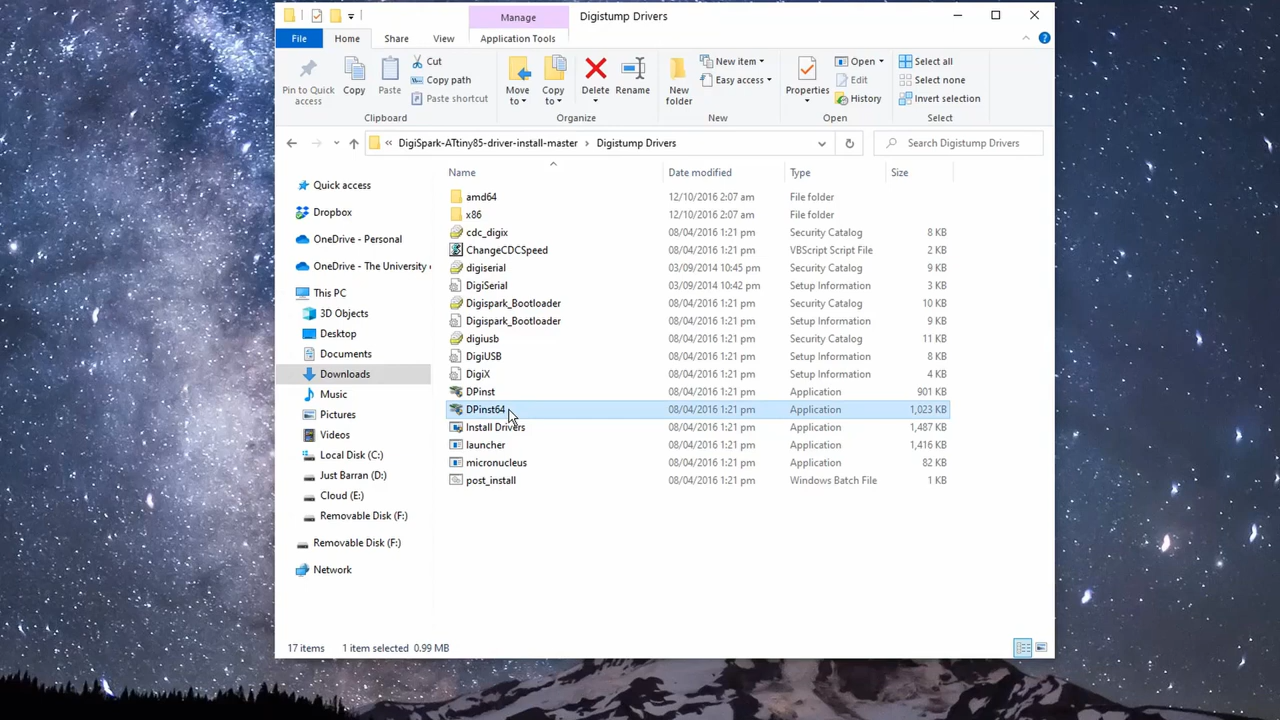 Manage
Digistump Drivers
File
Home
Share
View
Application Tools
Pin to Quick access
Copy
Paste
Cut
Copy path
Paste shortcut
Clipboard
Move to
Copy to
Delete
Rename
Organize
New folder
New item
Easy access
New
Properties
Open
Edit
History
Open
Select all
Select none
Invert selection
Select
« DigiSpark-ATtiny85-driver-install-master > Digistump Drivers
Search Digistump Drivers
Quick access
Dropbox
OneDrive - Personal
OneDrive - The University
This PC
3D Objects
Desktop
Documents
Downloads
Music
Pictures
Videos
Local Disk (C:)
Just Barran (D:)
Cloud (E:)
Removable Disk (F:)
Removable Disk (F:)
Network
Name Date modified Type Size
amd64 12/10/2016 2:07 am File folder
x86 12/10/2016 2:07 am File folder
cdc_digix 08/04/2016 1:21 pm Security Catalog 8 KB
ChangeCDCSpeed 08/04/2016 1:21 pm VBScript Script File 2 KB
digiserial 03/09/2014 10:45 pm Security Catalog 9 KB
DigiSerial 03/09/2014 10:42 pm Setup Information 3 KB
Digispark_Bootloader 08/04/2016 1:21 pm Security Catalog 10 KB
Digispark_Bootloader 08/04/2016 1:21 pm Setup Information 9 KB
digiusb 08/04/2016 1:21 pm Security Catalog 11 KB
DigiUSB 08/04/2016 1:21 pm Setup Information 8 KB
DigiX 08/04/2016 1:21 pm Setup Information 4 KB
DPinst 08/04/2016 1:21 pm Application 901 KB
DPinst64 08/04/2016 1:21 pm Application 1,023 KB
Install Drivers 08/04/2016 1:21 pm Application 1,487 KB
launcher 08/04/2016 1:21 pm Application 1,416 KB
micronucleus 08/04/2016 1:21 pm Application 82 KB
post_install 08/04/2016 1:21 pm Windows Batch File 1 KB
17 items 1 item selected 0.99 MB